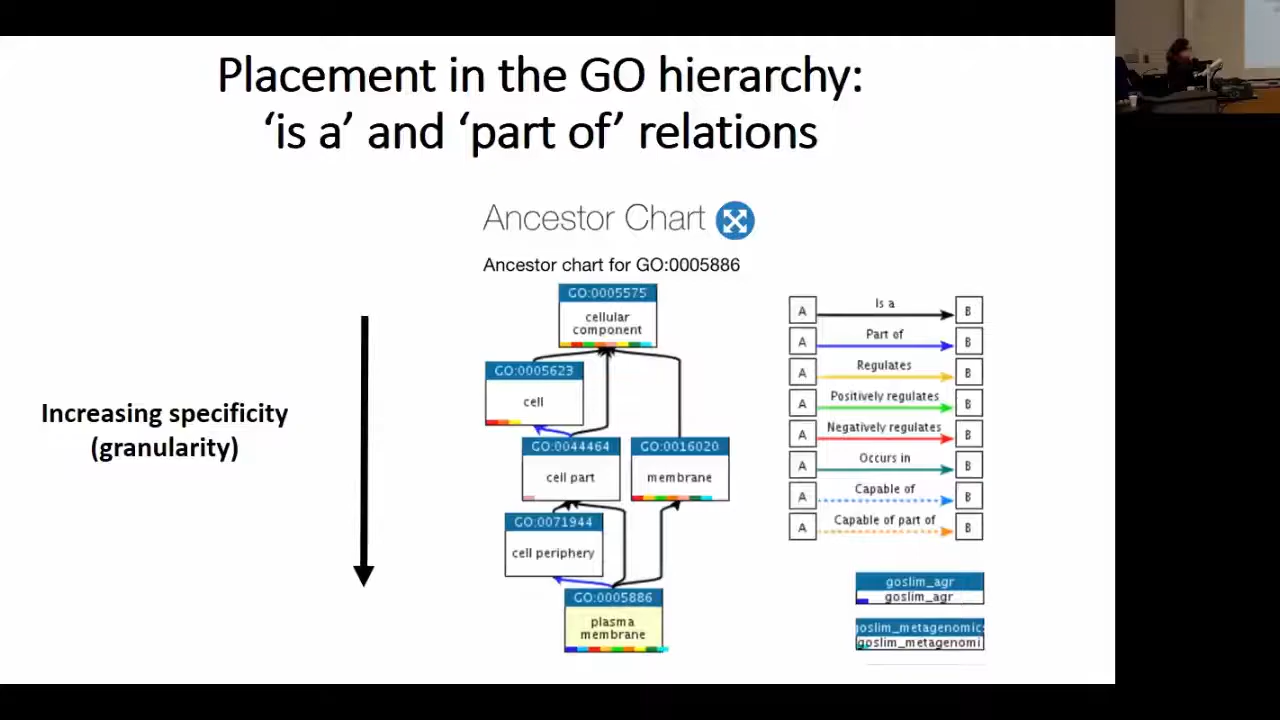 Placement in the GO hierarchy:
‘is a’ and ‘part of’ relations
Ancestor Chart
Ancestor chart for GO:0005886
Increasing specificity
(granularity)
GO:0005575
cellular
component
GO:0005623
cell
GO:0044464
cell part
GO:0016020
membrane
GO:0071944
cell periphery
GO:0005886
plasma
membrane
A Is a B
A Part of B
A Regulates B
A Positively regulates B
A Negatively regulates B
A Occurs in B
A Capable of B
A Capable of part of B
goslim_agr
goslim_agr
goslim_metagenomics
goslim_metagenomi